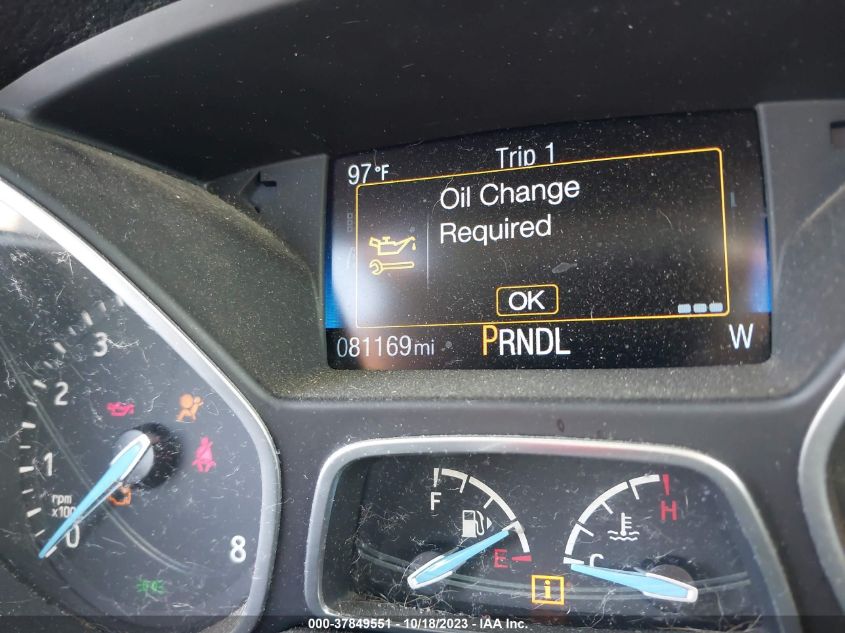 Trip 1
97°F
Oil Change
Required
OK
081169mi
PRNDL
W
3
2
1
rpm
x100
0
8
F
E
H
C
i
000-37849551 - 10/18/2023 - IAA Inc.